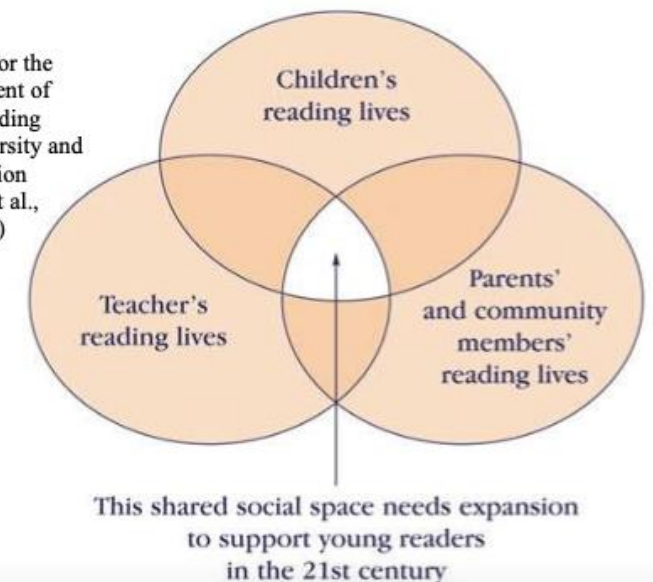 or the
ent of
ding
rsity and
ion
t al.,
)
Children's
reading lives
Teacher's
reading lives
Parents'
and community
members'
reading lives
This shared social space needs expansion
to support young readers
in the 21st century